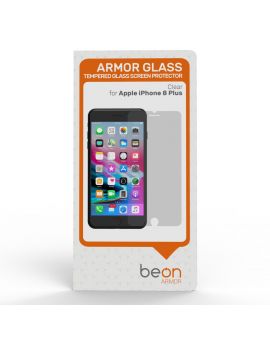 ARMOR GLASS
TEMPERED GLASS SCREEN PROTECTOR
Clear
for Apple iPhone 8 Plus
beon
ARMOR